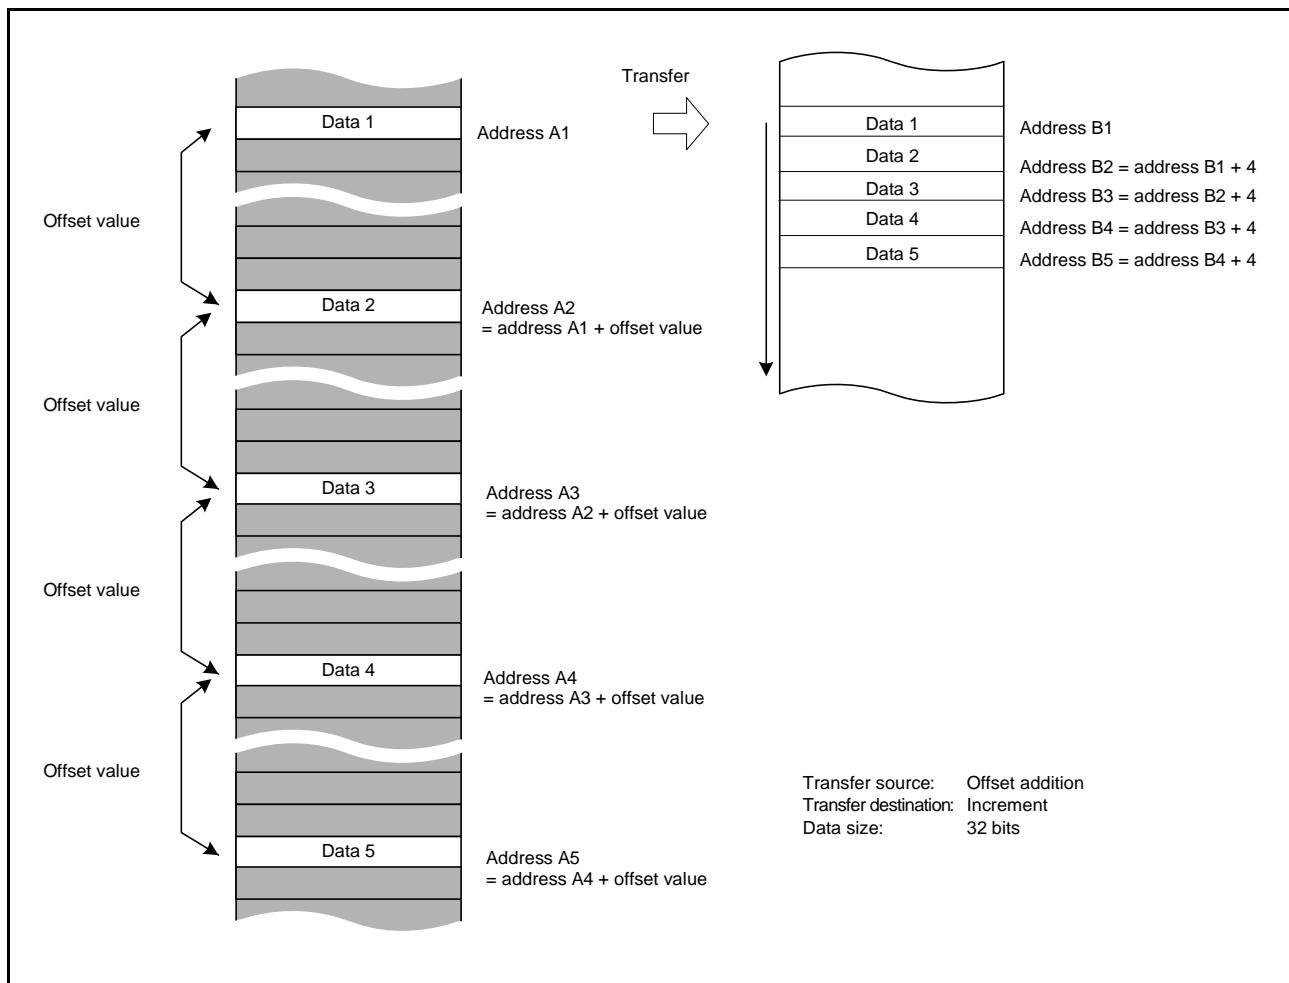 Transfer
Data 1
Address A1
Data 1
Address B1
Data 2
Address B2 = address B1 + 4
Data 3
Address B3 = address B2 + 4
Data 4
Address B4 = address B3 + 4
Data 5
Address B5 = address B4 + 4
Offset value
Data 2
Address A2
= address A1 + offset value
Offset value
Data 3
Address A3
= address A2 + offset value
Offset value
Data 4
Address A4
= address A3 + offset value
Offset value
Data 5
Address A5
= address A4 + offset value
Transfer source: Offset addition
Transfer destination: Increment
Data size: 32 bits